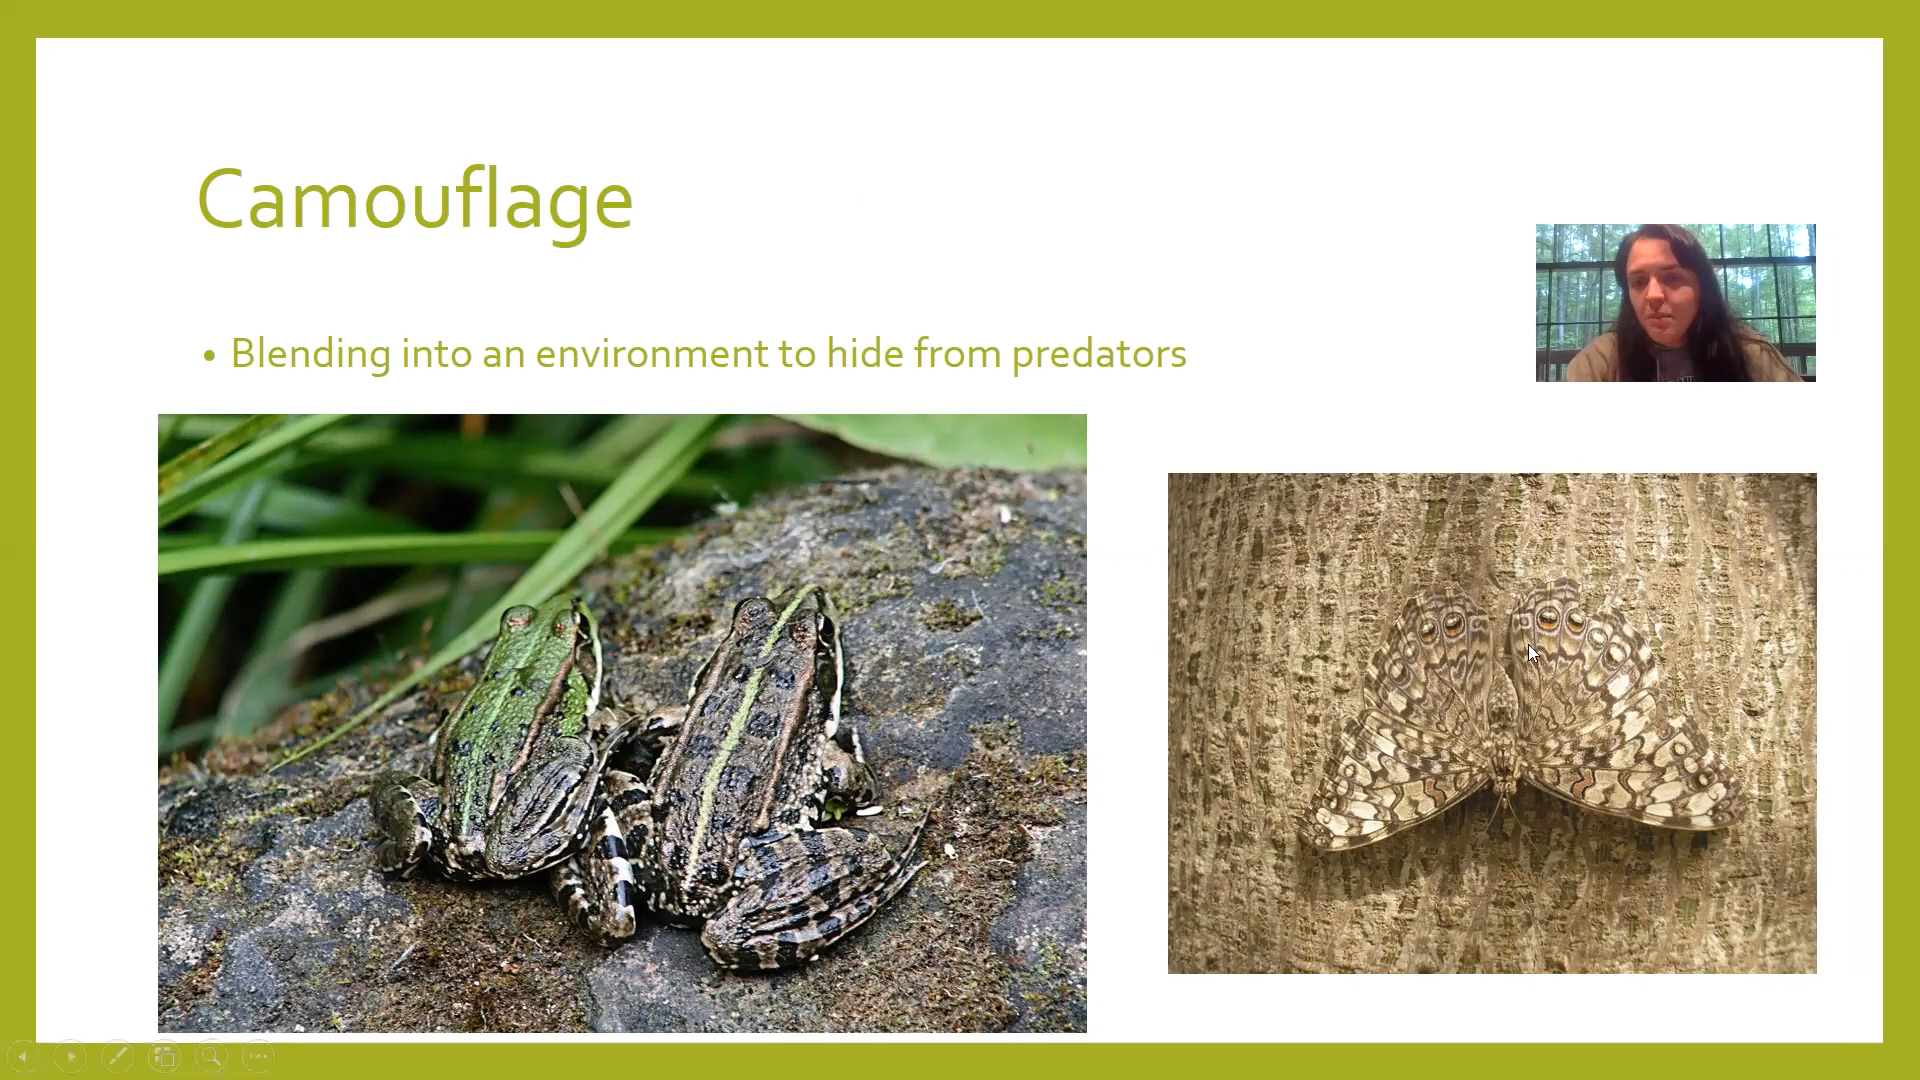 Camouflage
• Blending into an environment to hide from predators